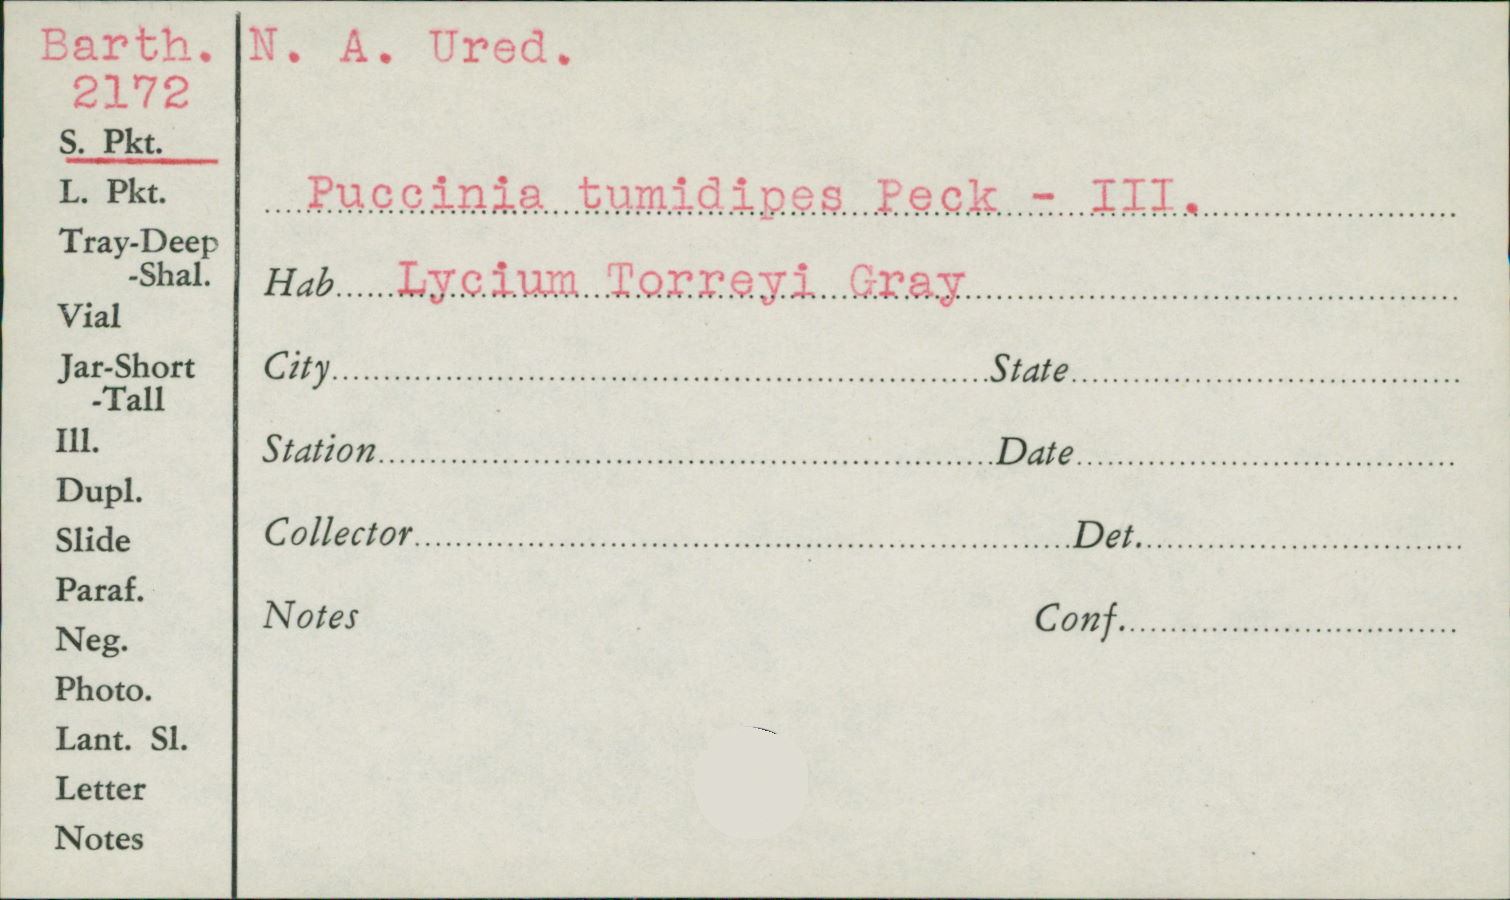 Barth. N. A. Ured.
2172
S. Pkt.
L. Pkt.
Tray-Deep
-Shal.
Vial
Jar-Short
-Tall
Ill.
Dupl.
Slide
Paraf.
Neg.
Photo.
Lant. Sl.
Letter
Notes
Puccinia tumidipes Peck - III.
Hab. Lycium Torreyi Gray
City State
Station Date
Collector Det.
Notes Conf.